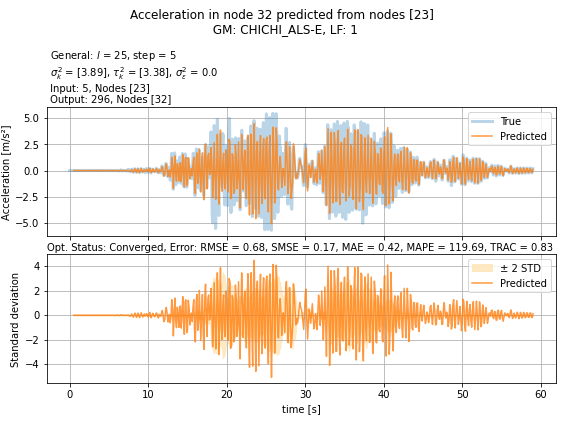 Acceleration in node 32 predicted from nodes [23]
GM: CHICHI_ALS-E, LF: 1
General: l = 25, step = 5
σ²ₖ = [3.89], τ²ₖ = [3.38], σ²ε = 0.0
Input: 5, Nodes [23]
Output: 296, Nodes [32]
Acceleration [m/s²]
5.0
2.5
0.0
−2.5
−5.0
True
Predicted
Opt. Status: Converged, Error: RMSE = 0.68, SMSE = 0.17, MAE = 0.42, MAPE = 119.69, TRAC = 0.83
Standard deviation
4
2
0
−2
−4
± 2 STD
Predicted
0 10 20 30 40 50 60
time [s]